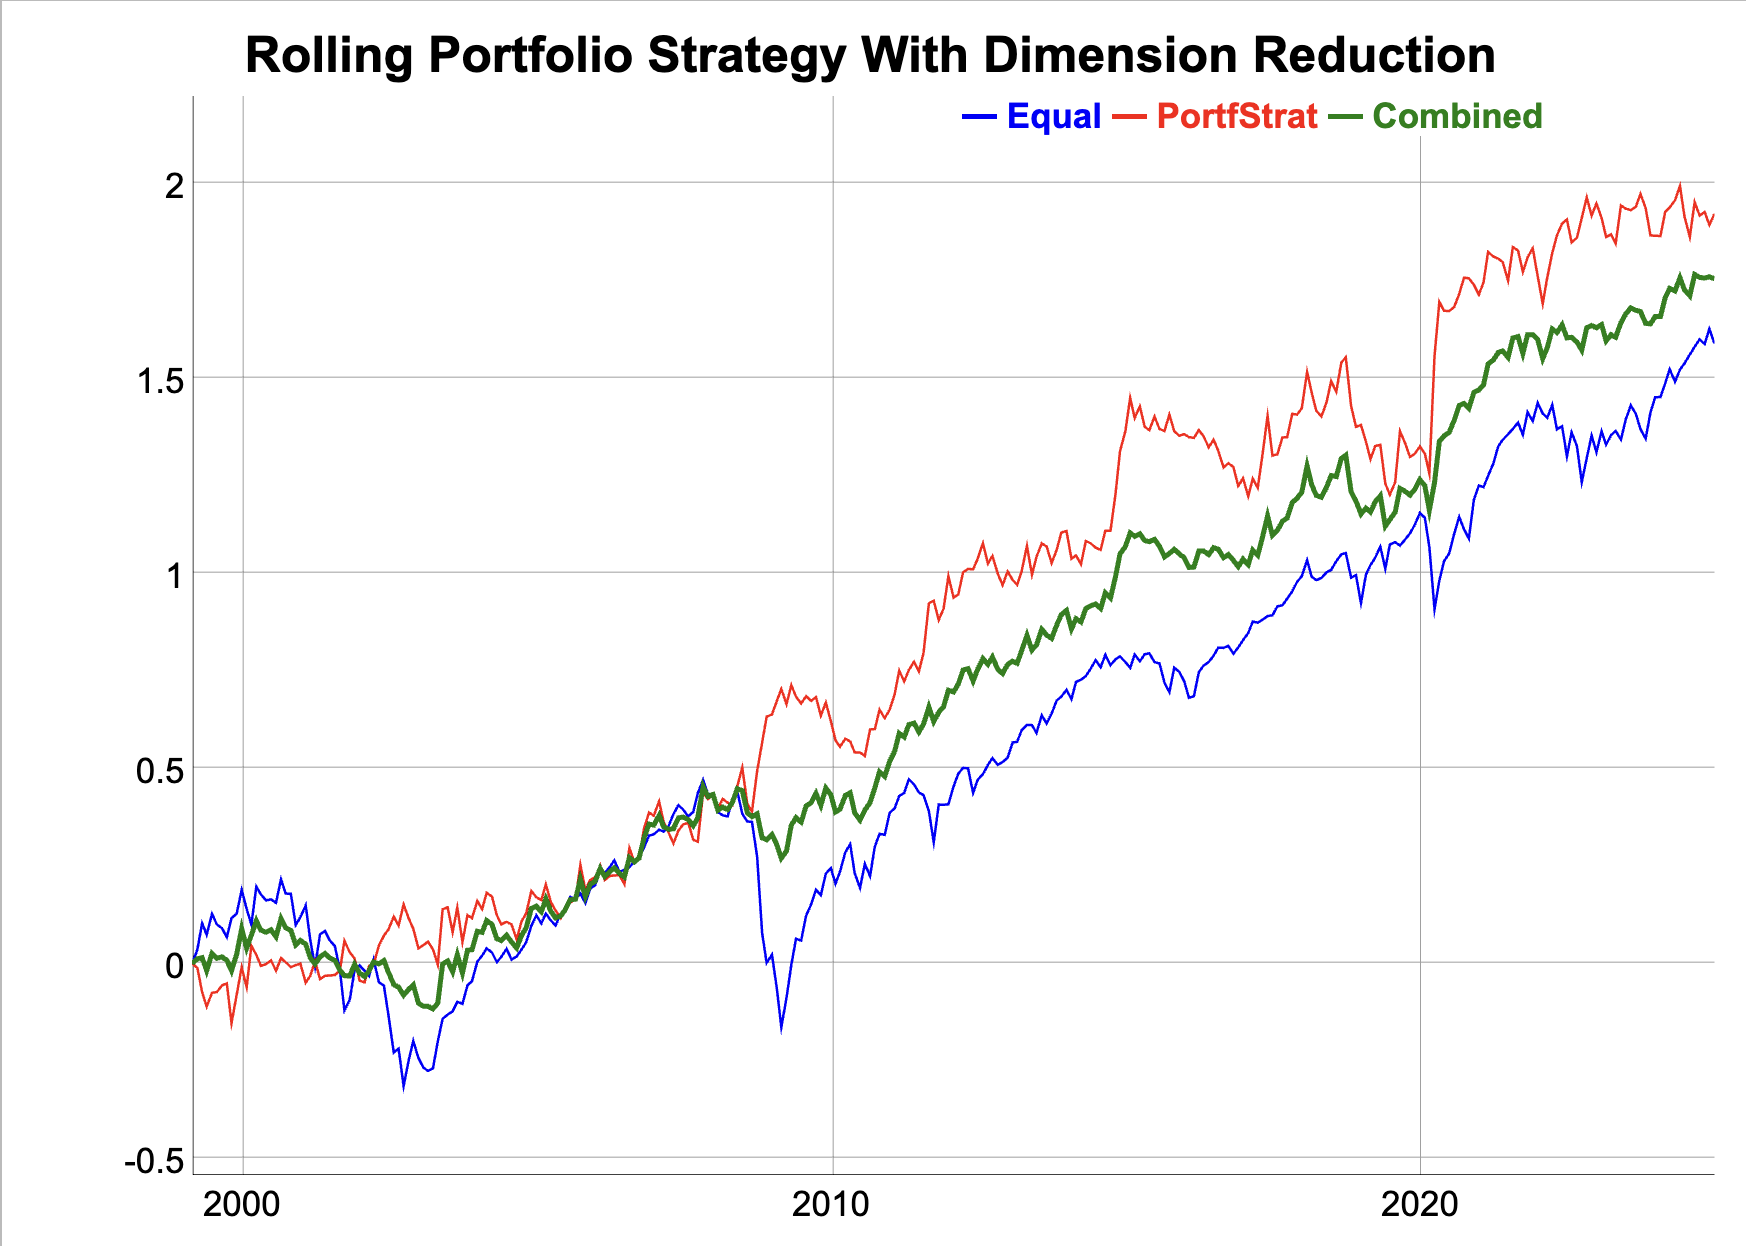 Rolling Portfolio Strategy With Dimension Reduction
— Equal — PortfStrat — Combined
2
1.5
1
0.5
0
-0.5
2000 2010 2020